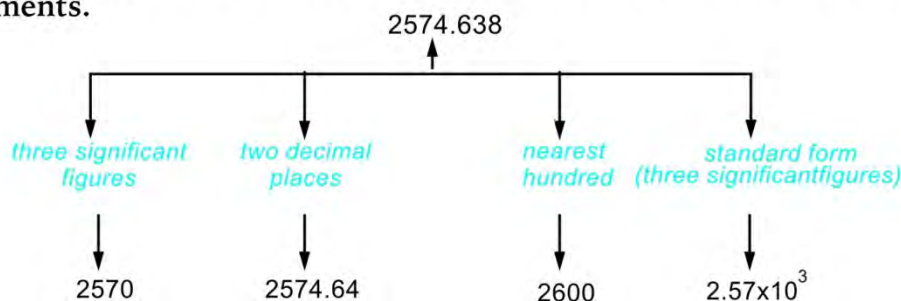 ments.
2574.638
three significant
figures
two decimal
places
nearest
hundred
standard form
(three significantfigures)
2570
2574.64
2600
2.57x10³